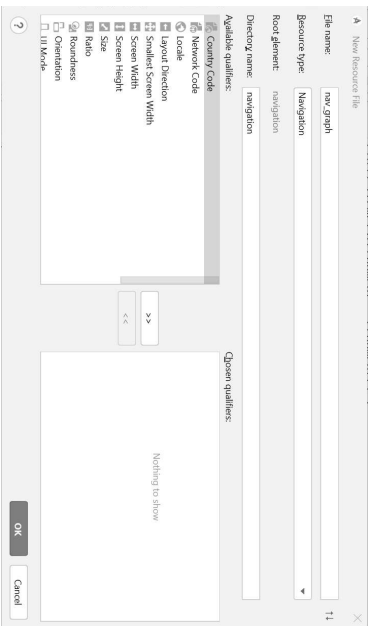 New Resource File
File name:
nav_graph
Resource type:
Navigation
Root element:
navigation
Directory name:
navigation
Available qualifiers:
Chosen qualifiers:
Country Code
Network Code
Locale
Layout Direction
Smallest Screen Width
Screen Width
Screen Height
Size
Ratio
Roundness
Orientation
UI Mode
>>
<<
Nothing to show
?
OK
Cancel